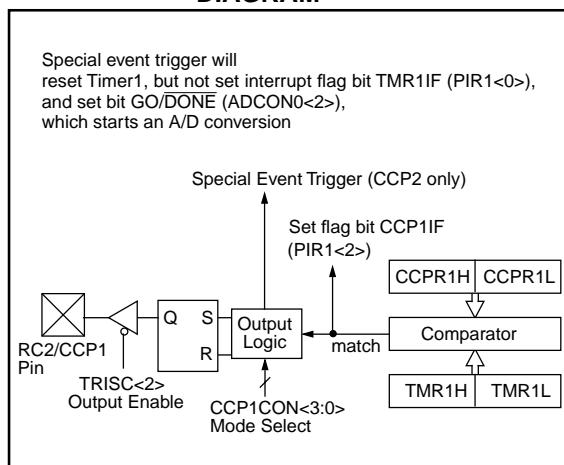 DIAGRAM
Special event trigger will
reset Timer1, but not set interrupt flag bit TMR1IF (PIR1<0>),
and set bit GO/DONE (ADCON0<2>),
which starts an A/D conversion
Special Event Trigger (CCP2 only)
Set flag bit CCP1IF
(PIR1<2>)
CCPR1H CCPR1L
Q S
R
Output
Logic
match
Comparator
RC2/CCP1
Pin
TRISC<2>
Output Enable
TMR1H TMR1L
CCP1CON<3:0>
Mode Select